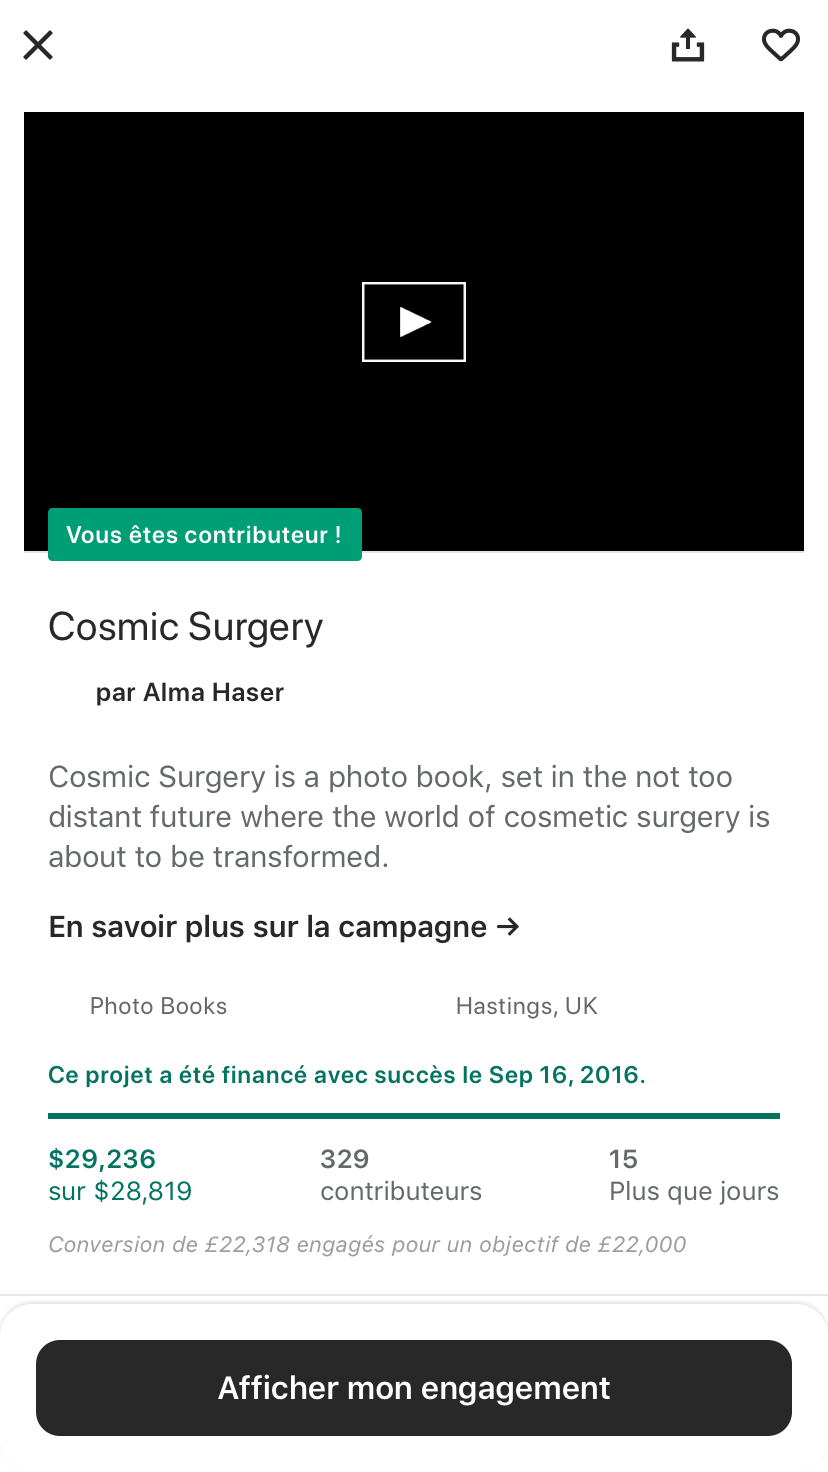 Vous êtes contributeur !
Cosmic Surgery
par Alma Haser
Cosmic Surgery is a photo book, set in the not too
distant future where the world of cosmetic surgery is
about to be transformed.
En savoir plus sur la campagne →
Photo Books
Hastings, UK
Ce projet a été financé avec succès le Sep 16, 2016.
$29,236
sur $28,819
329
contributeurs
15
Plus que jours
Conversion de £22,318 engagés pour un objectif de £22,000
Afficher mon engagement